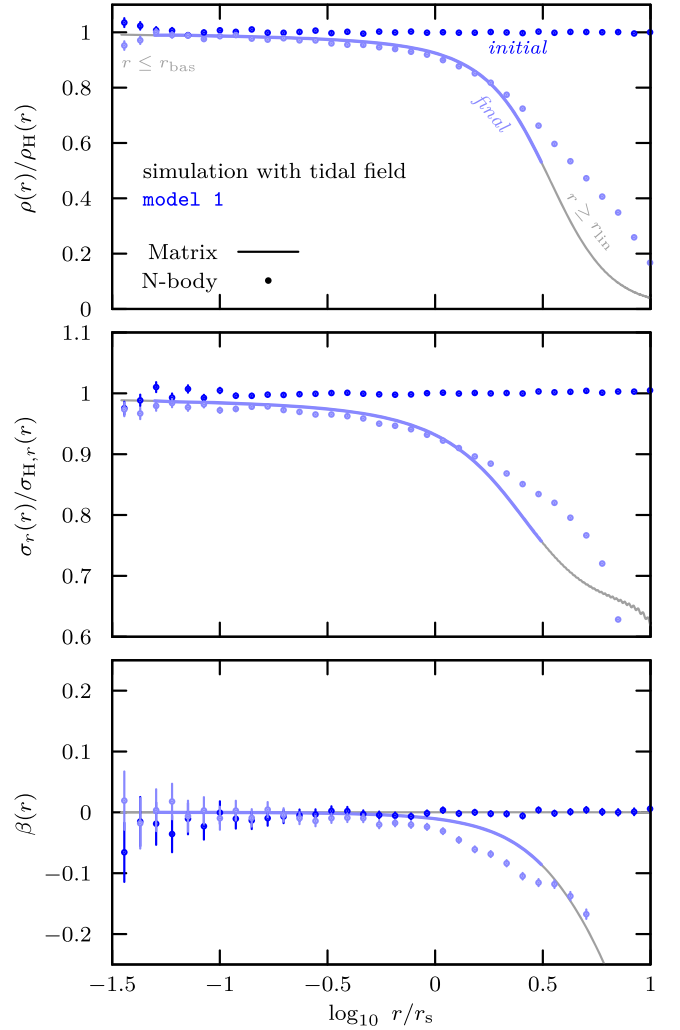 1
0.8
0.6
0.4
0.2
0
ρ(r)/ρ_H(r)
initial
r ≤ r_bas
final
simulation with tidal field
model 1
r ≥ r_lin
Matrix
N-body
1.1
1
0.9
0.8
0.7
0.6
σ_r(r)/σ_H,r(r)
0.2
0.1
0
−0.1
−0.2
β(r)
−1.5 −1 −0.5 0 0.5 1
log₁₀ r/r_s